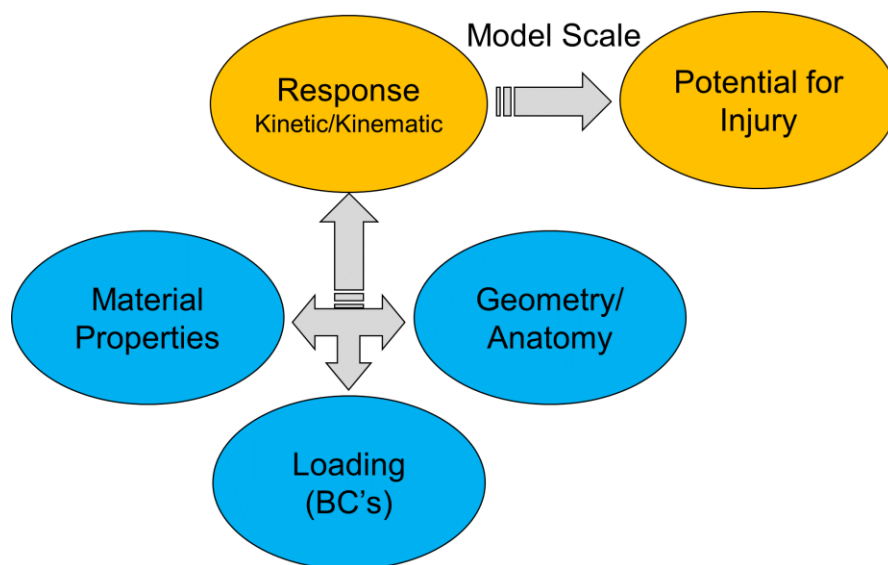 Model Scale
Response
Kinetic/Kinematic
Potential for
Injury
Material
Properties
Geometry/
Anatomy
Loading
(BC's)